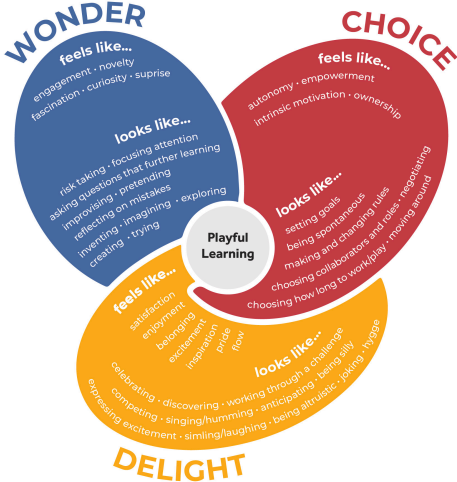 WONDER
feels like...
engagement • novelty
fascination • curiosity • suprise
looks like...
risk taking • focusing attention
asking questions that further learning
improvising • pretending
reflecting on mistakes
inventing • imagining • exploring
creating • trying
CHOICE
feels like...
autonomy • empowerment
intrinsic motivation • ownership
looks like...
setting goals
being spontaneous
making and changing rules
choosing collaborators and roles • negotiating
choosing how long to work/play • moving around
Playful
Learning
feels like...
satisfaction
enjoyment
belonging
excitement
inspiration
pride
flow
looks like...
celebrating • discovering • working through a challenge
competing • singing/humming • anticipating • being silly
expressing excitement • simling/laughing • being altruistic • joking • hygge
DELIGHT